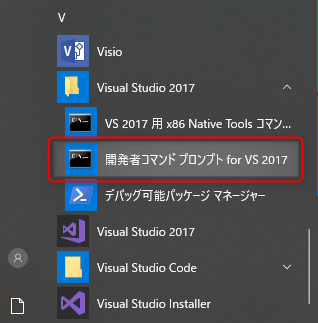 V
Visio
Visual Studio 2017
VS 2017 用 x86 Native Tools コマン...
開発者コマンド プロンプト for VS 2017
デバッグ可能パッケージ マネージャー
Visual Studio 2017
Visual Studio Code
Visual Studio Installer